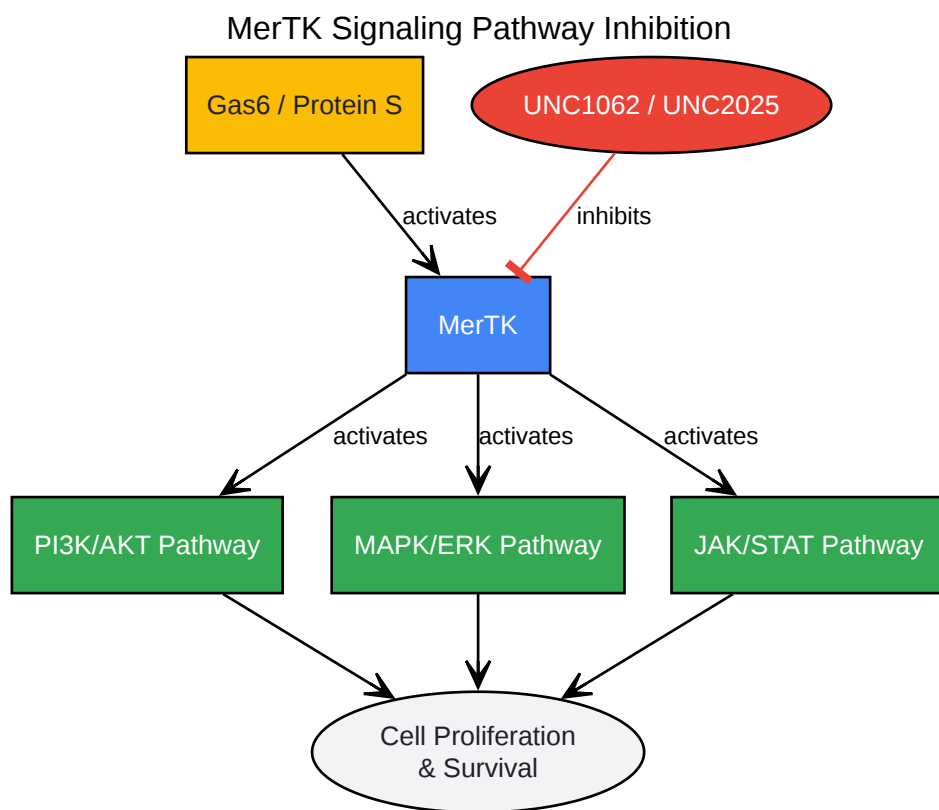 MerTK Signaling Pathway Inhibition
Gas6 / Protein S
UNC1062 / UNC2025
activates
inhibits
MerTK
activates
activates
activates
PI3K/AKT Pathway
MAPK/ERK Pathway
JAK/STAT Pathway
Cell Proliferation
& Survival